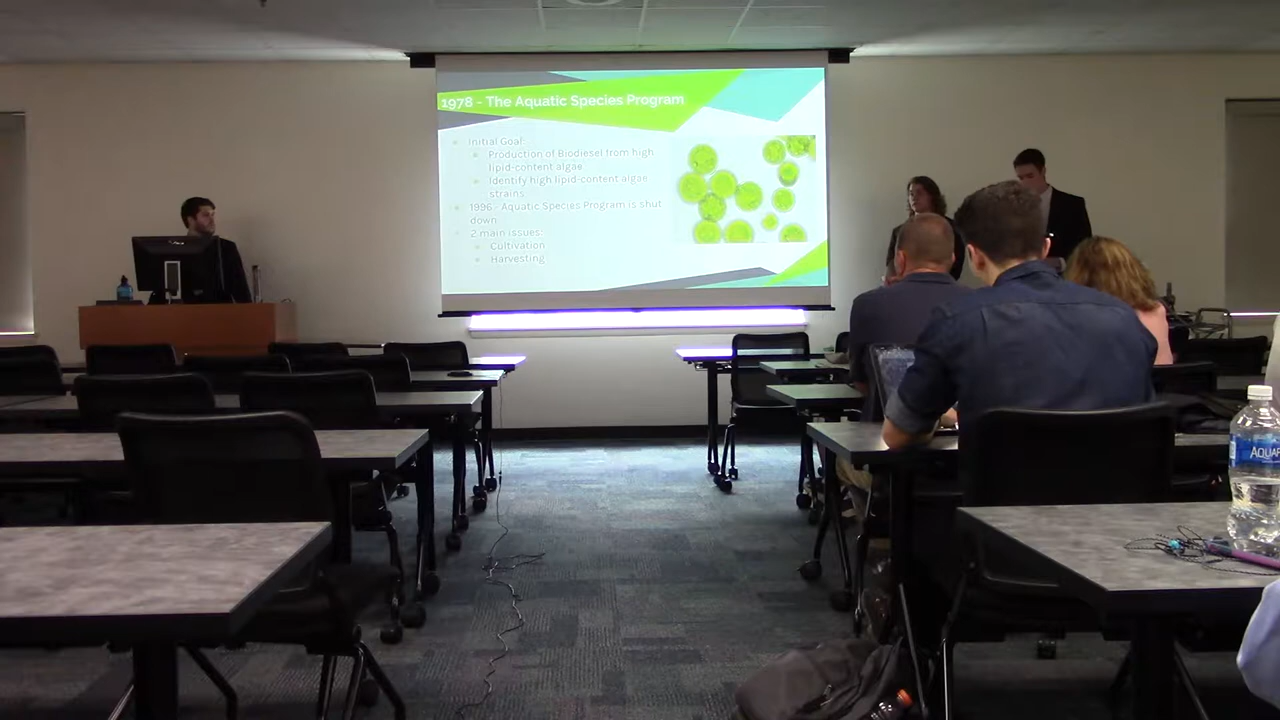 1978 - The Aquatic Species Program
Initial Goal:
Production of Biodiesel from high
lipid-content algae
Identify high lipid-content algae
strains
1996 - Aquatic Species Program is shut
down
2 main issues:
Cultivation
Harvesting
AQUAF